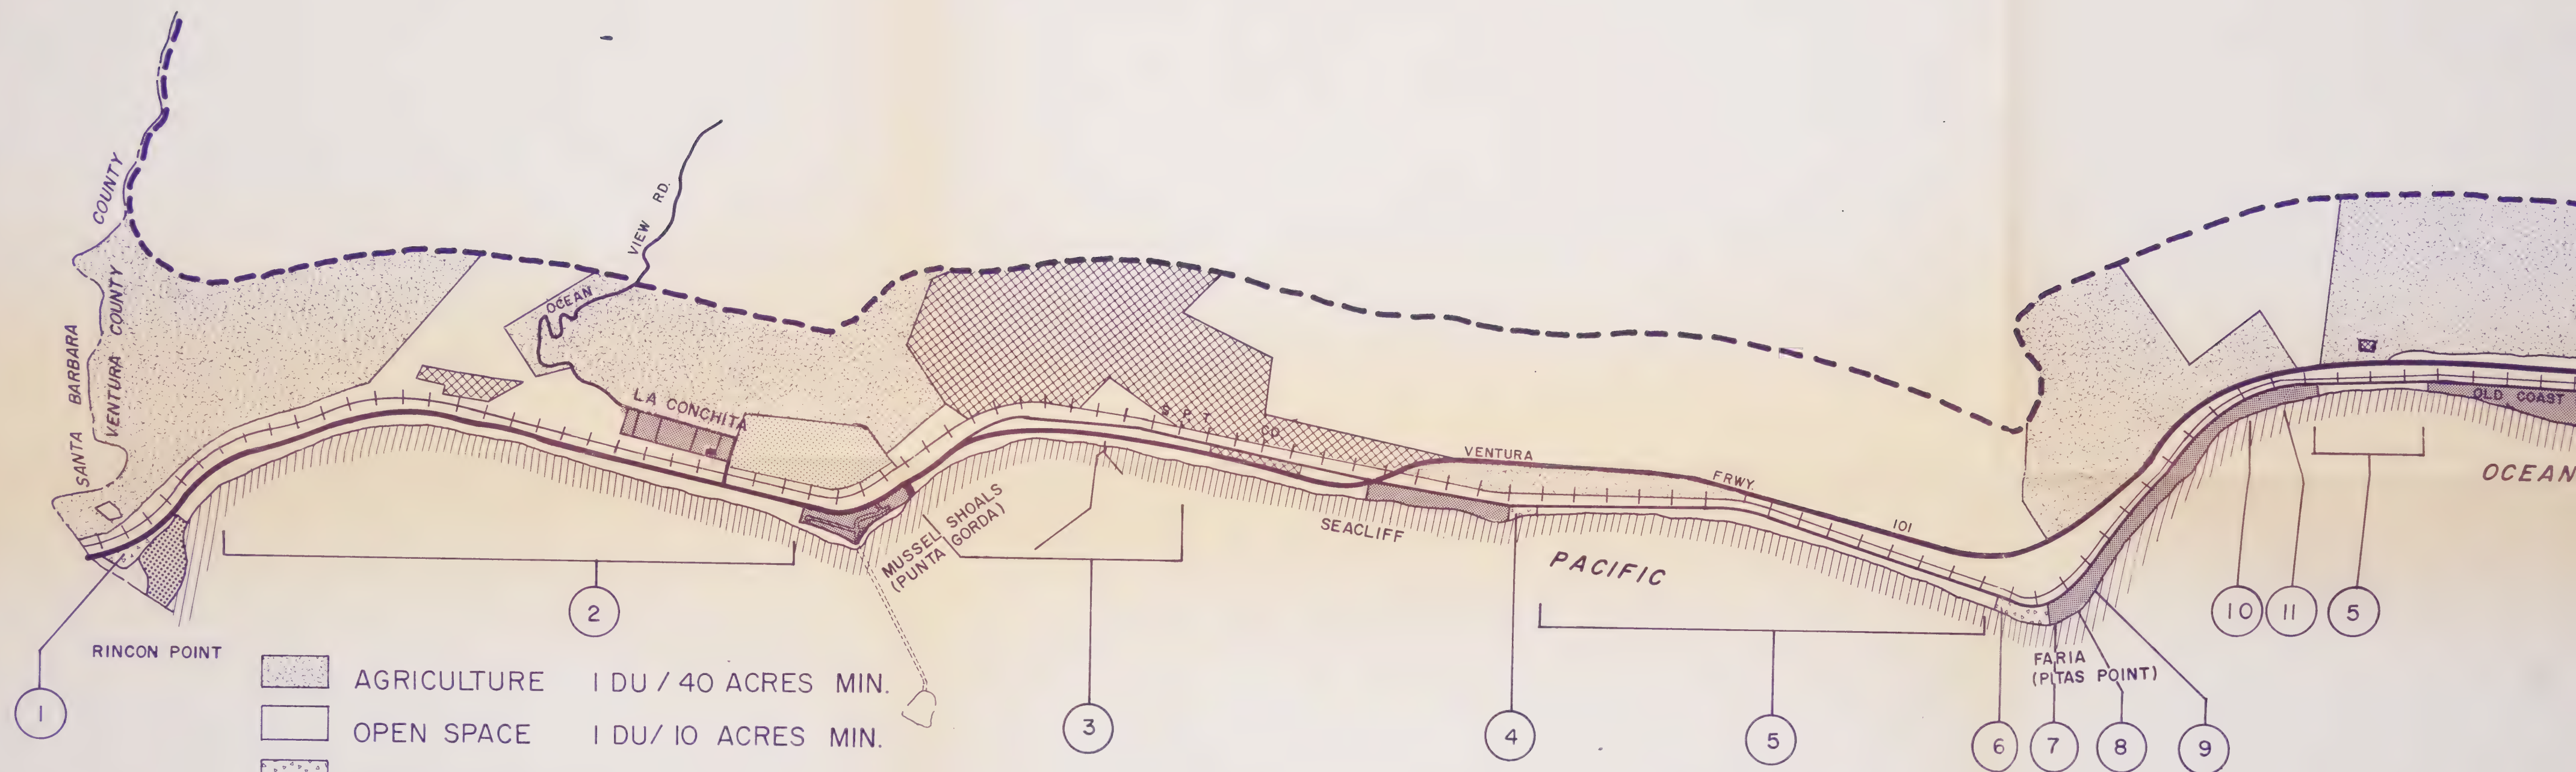 COUNTY
SANTA BARBARA
VENTURA COUNTY
OCEAN VIEW RD.
LA CONCHITA
S. P. T. CO.
VENTURA FRWY.
101
OLD COAST
MUSSEL SHOALS
(PUNTA GORDA)
SEACLIFF
PACIFIC
OCEAN
RINCON POINT
FARIA
(PITAS POINT)
1
2
3
4
5
6
7
8
9
10
11
5
AGRICULTURE 1 DU / 40 ACRES MIN.
OPEN SPACE 1 DU / 10 ACRES MIN.